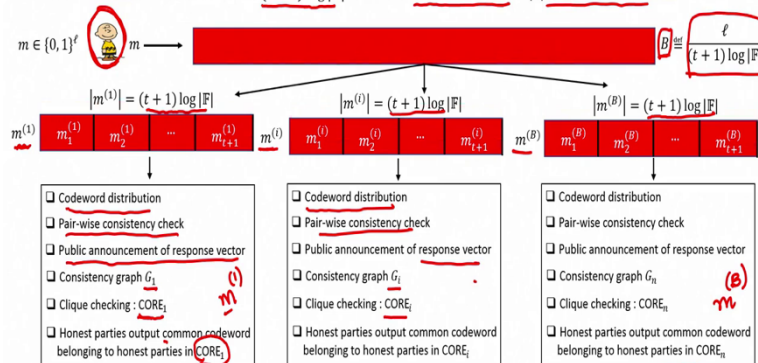 m ∈ {0, 1}^ℓ m B ≝ ℓ / (t + 1) log|𝔽|
|m^(1)| = (t + 1) log|𝔽| |m^(i)| = (t + 1) log|𝔽| |m^(B)| = (t + 1) log|𝔽|
m^(1) m_1^(1) m_2^(1) ... m_{t+1}^(1) m^(i) m_1^(i) m_2^(i) ... m_{t+1}^(i) m^(B) m_1^(B) m_2^(B) ... m_{t+1}^(B)
❑ Codeword distribution
❑ Pair-wise consistency check
❑ Public announcement of response vector
❑ Consistency graph G_1
❑ Clique checking : CORE_1
m^(1)
❑ Honest parties output common codeword
belonging to honest parties in CORE_1
❑ Codeword distribution
❑ Pair-wise consistency check
❑ Public announcement of response vector
❑ Consistency graph G_i
❑ Clique checking : CORE_i
❑ Honest parties output common codeword
belonging to honest parties in CORE_i
❑ Codeword distribution
❑ Pair-wise consistency check
❑ Public announcement of response vector
❑ Consistency graph G_n
❑ Clique checking : CORE_n
m^(B)
❑ Honest parties output common codeword
belonging to honest parties in CORE_n